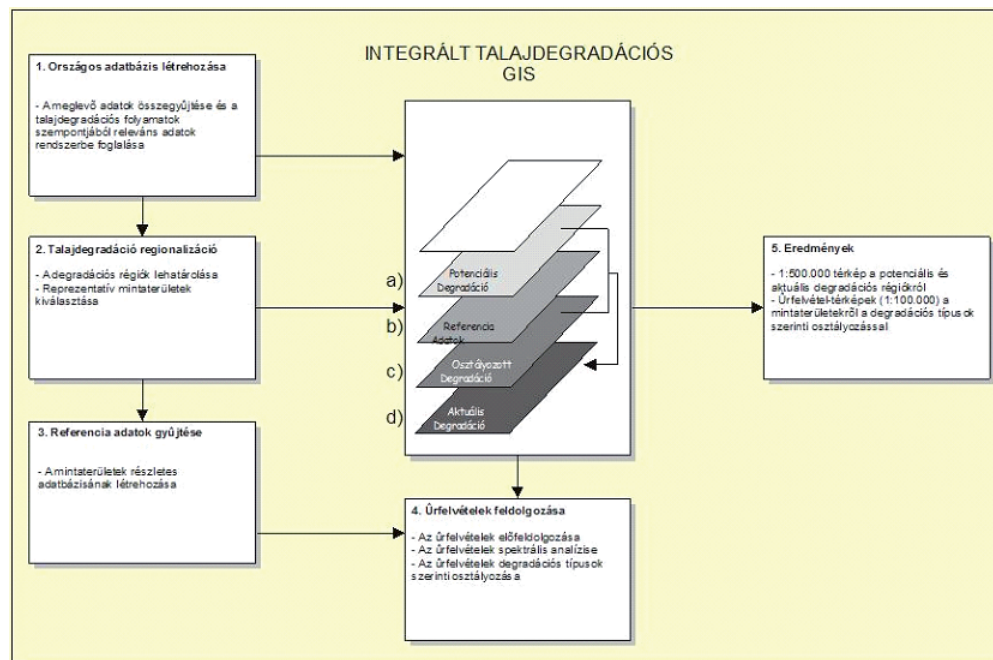 INTEGRÁLT TALAJDEGRADÁCIÓS
GIS
1. Országos adatbázis létrehozása
- A meglevő adatok összegyűjtése és a
talajdegradációs folyamatok
szempontjából releváns adatok
rendszerbe foglalása
2. Talajdegradáció regionalizáció
- A degradációs régiók lehatárolása
- Reprezentatív mintaterületek
kiválasztása
3. Referencia adatok gyűjtése
- A mintaterületek részletes
adatbázisának létrehozása
a)
Potenciális
Degradáció
b)
Referencia
Adatok
c)
Osztályozott
Degradáció
d)
Aktuális
Degradáció
4. Űrfelvételek feldolgozása
- Az űrfelvételek előfeldolgozása
- Az űrfelvételek spektrális analízise
- Az űrfelvételek degradációs típusok
szerinti osztályozása
5. Eredmények
- 1:500.000 térkép a potenciális és
aktuális degradációs régiókról
- Űrfelvétel-térképek (1:100.000) a
mintaterületekről a degradációs típusok
szerinti osztályozással